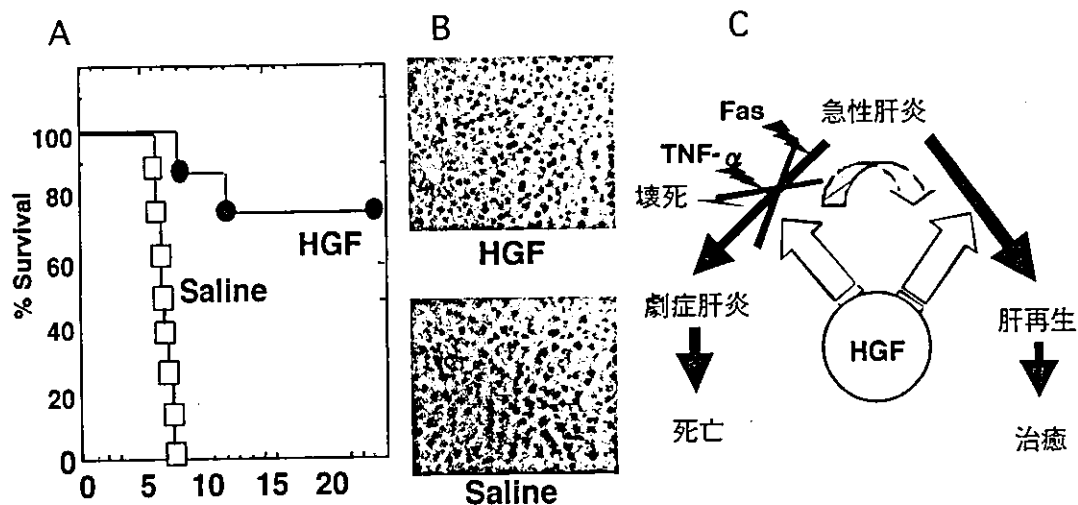 A
% Survival
100
80
60
40
20
0
0 5 10 15 20
HGF
Saline
B
HGF
Saline
C
Fas
急性肝炎
TNF-α
壊死
劇症肝炎
肝再生
HGF
死亡
治癒